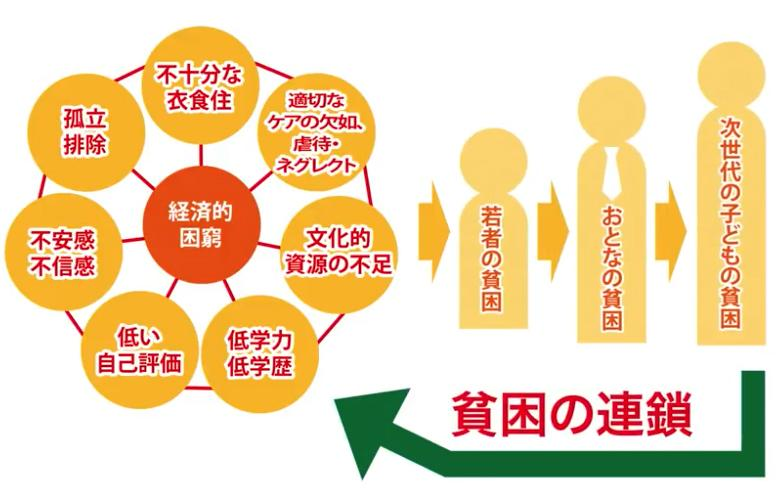 不十分な
衣食住
適切な
ケアの欠如、
虐待・
ネグレクト
文化的
資源の不足
低学力
低学歴
低い
自己評価
不安感
不信感
孤立
排除
経済的
困窮
若者の貧困
おとなの貧困
次世代の子どもの貧困
貧困の連鎖